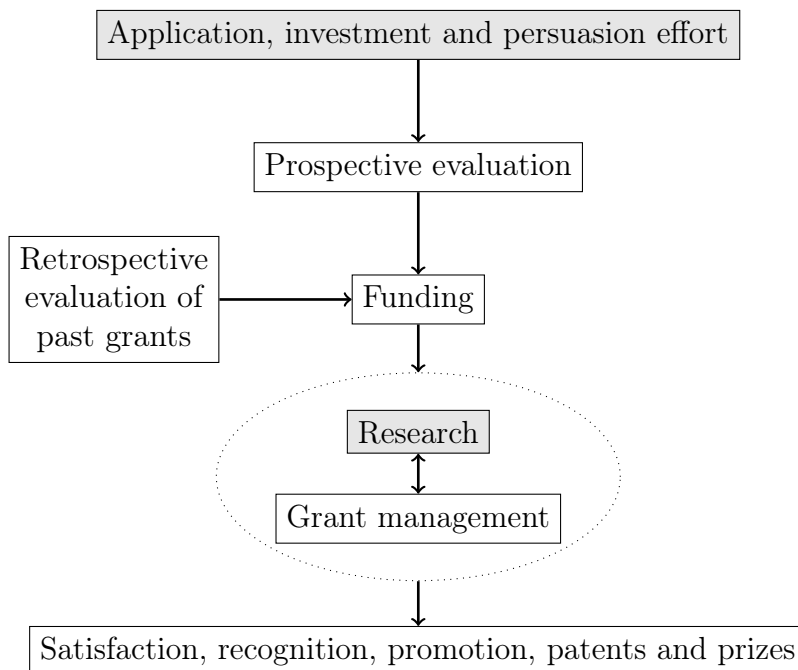 Application, investment and persuasion effort
Prospective evaluation
Retrospective
evaluation of
past grants
Funding
Research
Grant management
Satisfaction, recognition, promotion, patents and prizes